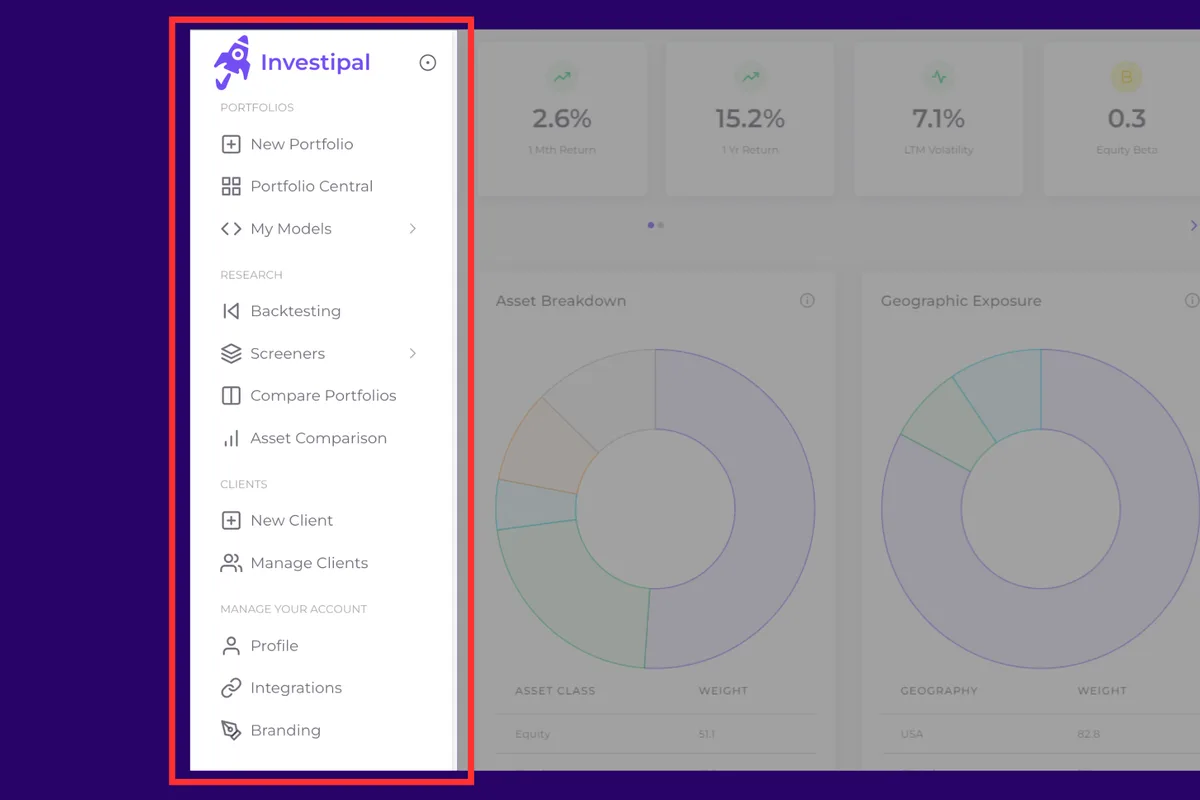 Investipal
PORTFOLIOS
New Portfolio
Portfolio Central
My Models
RESEARCH
Backtesting
Screeners
Compare Portfolios
Asset Comparison
CLIENTS
New Client
Manage Clients
MANAGE YOUR ACCOUNT
Profile
Integrations
Branding
2.6%
1 Mth Return
15.2%
1 Yr Return
7.1%
LTM Volatility
0.3
Equity Beta
Asset Breakdown
ASSET CLASS WEIGHT
Equity 51.1
Geographic Exposure
GEOGRAPHY WEIGHT
USA 82.8